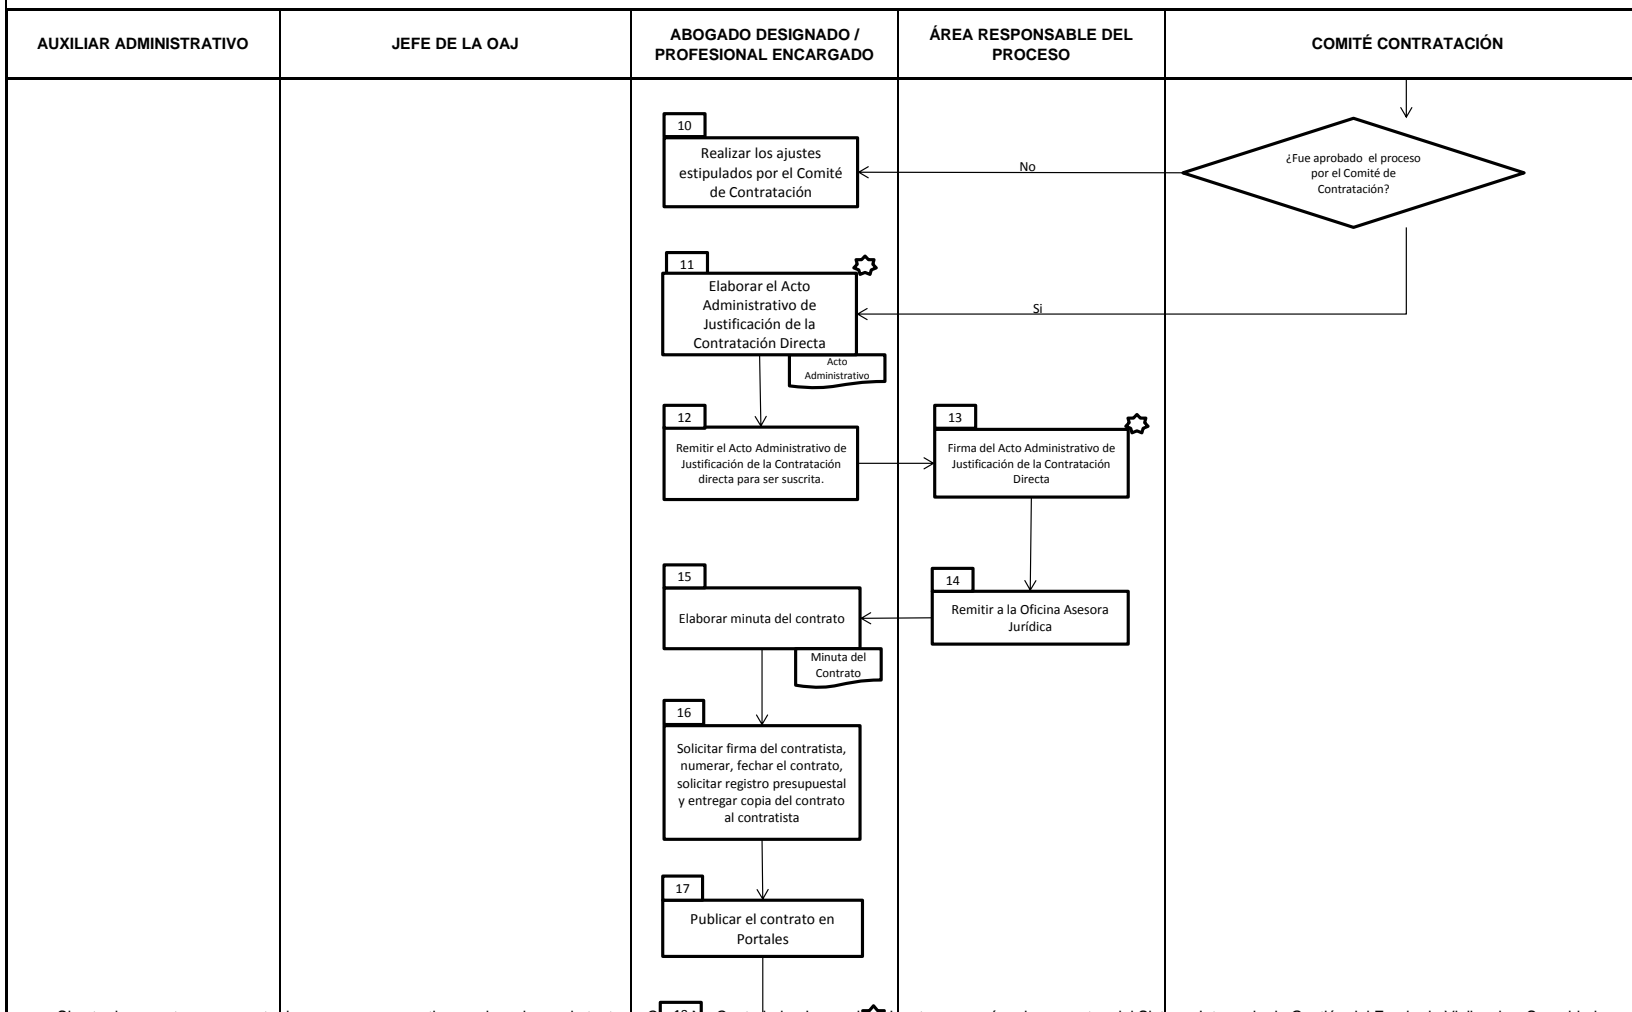 AUXILIAR ADMINISTRATIVO
JEFE DE LA OAJ
ABOGADO DESIGNADO /
PROFESIONAL ENCARGADO
ÁREA RESPONSABLE DEL
PROCESO
COMITÉ CONTRATACIÓN
10
Realizar los ajustes
estipulados por el Comité
de Contratación
No
¿Fue aprobado el proceso
por el Comité de
Contratación?
11
Elaborar el Acto
Administrativo de
Justificación de la
Contratación Directa
Si
Acto
Administrativo
12
Remitir el Acto Administrativo de
Justificación de la Contratación
directa para ser suscrita.
13
Firma del Acto Administrativo de
Justificación de la Contratación
Directa
14
Remitir a la Oficina Asesora
Jurídica
15
Elaborar minuta del contrato
Minuta del
Contrato
16
Solicitar firma del contratista,
numerar, fechar el contrato,
solicitar registro presupuestal
y entregar copia del contrato
al contratista
17
Publicar el contrato en
Portales